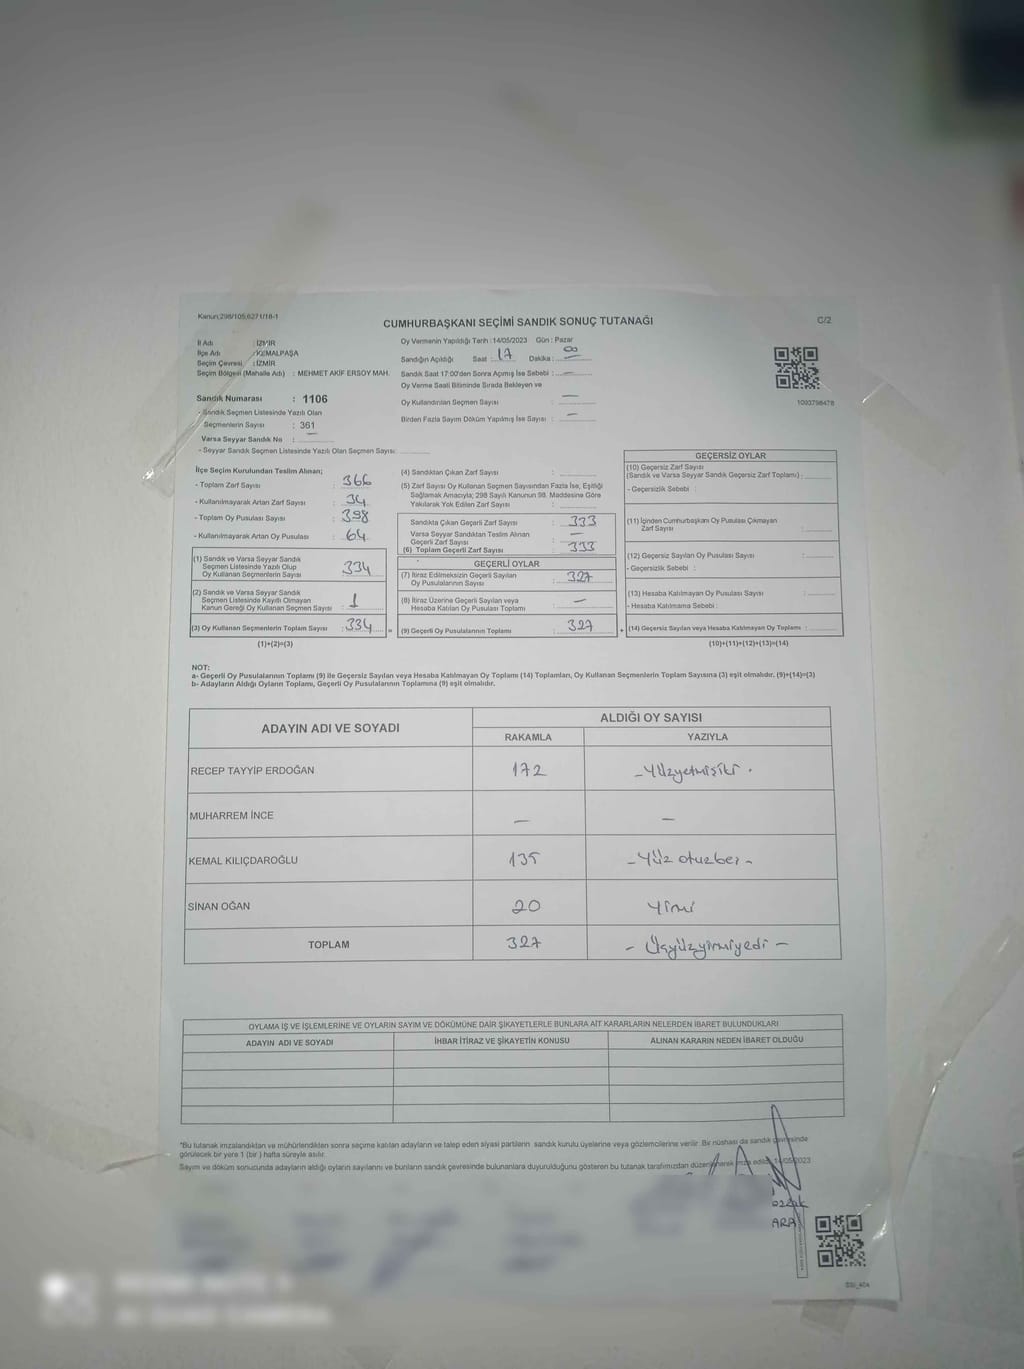 Kanun:298/105,6271/18-1
CUMHURBAŞKANI SEÇİMİ SANDIK SONUÇ TUTANAĞI
C/2
İl Adı : İZMİR
İlçe Adı : KEMALPAŞA
Seçim Çevresi : İZMİR
Seçim Bölgesi (Mahalle Adı) : MEHMET AKİF ERSOY MAH.
Sandık Numarası : 1106
- Sandık Seçmen Listesinde Yazılı Olan
Seçmenlerin Sayısı : 361
Varsa Seyyar Sandık No : —
- Seyyar Sandık Seçmen Listesinde Yazılı Olan Seçmen Sayısı:
Oy Vermenin Yapıldığı Tarih :14/05/2023 Gün : Pazar
Sandığın Açıldığı Saat : 17 Dakika : 00
Sandık Saat 17:00'den Sonra Açımış İse Sebebi : —
Oy Verme Saati Bitiminde Sırada Bekleyen ve
Oy Kullandırılan Seçmen Sayısı : —
Birden Fazla Sayım Döküm Yapılmış İse Sayısı : —
1003798478
İlçe Seçim Kurulundan Teslim Alınan;
- Toplam Zarf Sayısı : 366
- Kullanılmayarak Artan Zarf Sayısı : 34
- Toplam Oy Pusulası Sayısı : 398
- Kullanılmayarak Artan Oy Pusulası : 64
(1) Sandık ve Varsa Seyyar Sandık
Seçmen Listesinde Yazılı Olup
Oy Kullanan Seçmenlerin Sayısı : 334
(2) Sandık ve Varsa Seyyar Sandık
Seçmen Listesinde Kayıtlı Olmayan
Kanun Gereği Oy Kullanan Seçmen Sayısı : 1
(3) Oy Kullanan Seçmenlerin Toplam Sayısı : 334 =
(1)+(2)=(3)
(4) Sandıktan Çıkan Zarf Sayısı :
(5) Zarf Sayısı Oy Kullanan Seçmen Sayısından Fazla İse, Eşitliği
Sağlamak Amacıyla; 298 Sayılı Kanunun 98. Maddesine Göre
Yakılarak Yok Edilen Zarf Sayısı :
Sandıkta Çıkan Geçerli Zarf Sayısı : 333
Varsa Seyyar Sandıktan Teslim Alınan
Geçerli Zarf Sayısı : —
(6) Toplam Geçerli Zarf Sayısı : 333
GEÇERLİ OYLAR
(7) İtiraz Edilmeksizin Geçerli Sayılan
Oy Pusulalarının Sayısı : 327
(8) İtiraz Üzerine Geçerli Sayılan veya
Hesaba Katılan Oy Pusulası Toplamı : —
(9) Geçerli Oy Pusulalarının Toplamı : 327 +
GEÇERSİZ OYLAR
(10) Geçersiz Zarf Sayısı
(Sandık ve Varsa Seyyar Sandık Geçersiz Zarf Toplamı) :
- Geçersizlik Sebebi :
(11) İçinden Cumhurbaşkanı Oy Pusulası Çıkmayan
Zarf Sayısı :
(12) Geçersiz Sayılan Oy Pusulası Sayısı :
- Geçersizlik Sebebi :
(13) Hesaba Katılmayan Oy Pusulası Sayısı :
- Hesaba Katılmama Sebebi :
(14) Geçersiz Sayılan veya Hesaba Katılmayan Oy Toplamı :
(10)+(11)+(12)+(13)=(14)
NOT:
a- Geçerli Oy Pusulalarının Toplamı (9) ile Geçersiz Sayılan veya Hesaba Katılmayan Oy Toplamı (14) Toplamları, Oy Kullanan Seçmenlerin Toplam Sayısına (3) eşit olmalıdır. (9)+(14)=(3)
b- Adayların Aldığı Oyların Toplamı, Geçerli Oy Pusulalarının Toplamına (9) eşit olmalıdır.
ADAYIN ADI VE SOYADI
ALDIĞI OY SAYISI
RAKAMLA YAZIYLA
RECEP TAYYİP ERDOĞAN 172 -Yüzyetmişiki.
MUHARREM İNCE — —
KEMAL KILIÇDAROĞLU 135 -Yüz otuzbeş-
SİNAN OĞAN 20 Yirmi
TOPLAM 327 - Üçyüzyirmiyedi -
OYLAMA İŞ VE İŞLEMLERİNE VE OYLARIN SAYIM VE DÖKÜMÜNE DAİR ŞİKAYETLERLE BUNLARA AİT KARARLARIN NELERDEN İBARET BULUNDUKLARI
ADAYIN ADI VE SOYADI İHBAR İTİRAZ VE ŞİKAYETİN KONUSU ALINAN KARARIN NEDEN İBARET OLDUĞU
*Bu tutanak imzalandıktan ve mühürlendikten sonra seçime katılan adayların ve talep eden siyasi partilerin sandık kurulu üyelerine veya gözlemcilerine verilir. Bir nüshası da sandık çevresinde
görülecek bir yere 1 (bir ) hafta süreyle asılır.
Sayım ve döküm sonucunda adayların aldığı oyların sayılarını ve bunların sandık çevresinde bulunanlara duyurulduğunu gösteren bu tutanak tarafımızdan düzenlenerek imza edildi. 14/05/2023